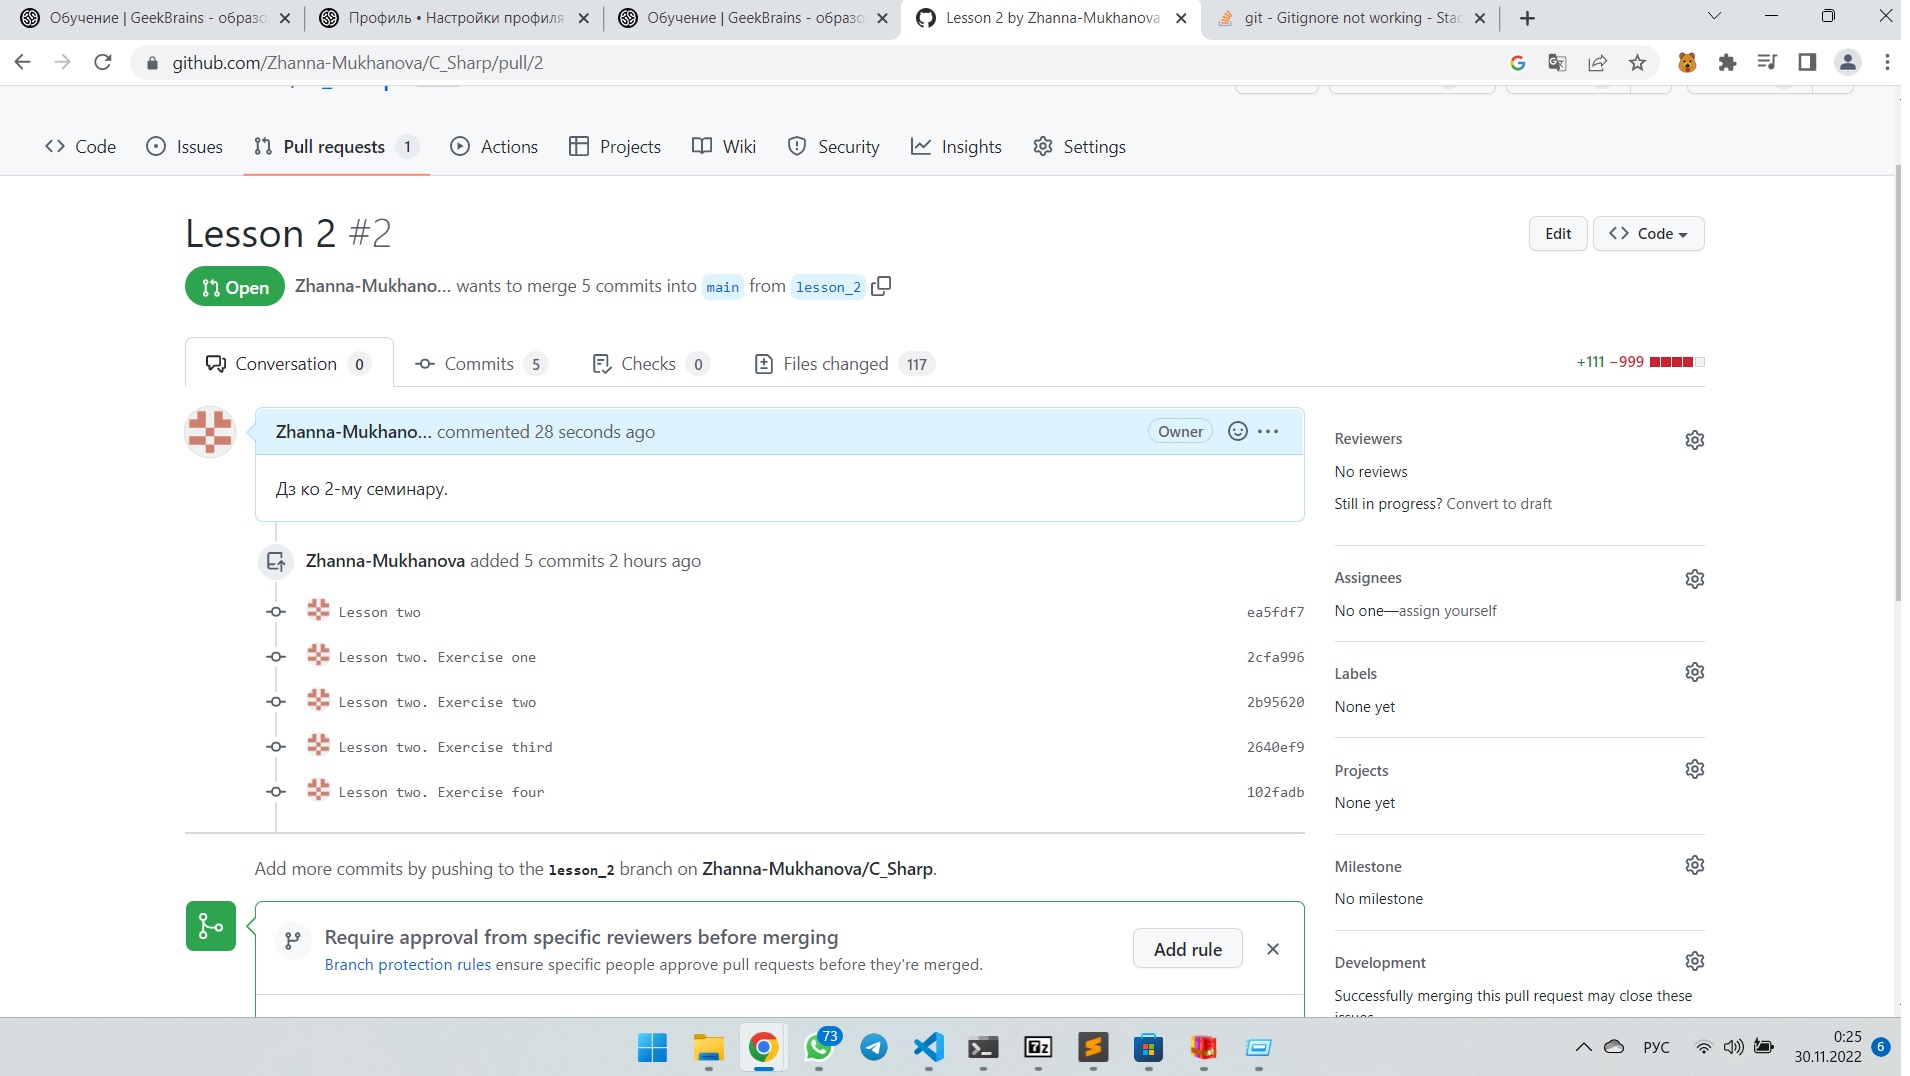 Обучение | GeekBrains - образо
Профиль • Настройки профиля
Обучение | GeekBrains - образо
Lesson 2 by Zhanna-Mukhanova
git - Gitignore not working - Stac
github.com/Zhanna-Mukhanova/C_Sharp/pull/2
Code
Issues
Pull requests 1
Actions
Projects
Wiki
Security
Insights
Settings
Lesson 2 #2
Edit
Code
Open
Zhanna-Mukhano... wants to merge 5 commits into main from lesson_2
Conversation 0
Commits 5
Checks 0
Files changed 117
+111 −999
Zhanna-Mukhano... commented 28 seconds ago
Owner
Дз ко 2-му семинару.
Zhanna-Mukhanova added 5 commits 2 hours ago
Lesson two ea5fdf7
Lesson two. Exercise one 2cfa996
Lesson two. Exercise two 2b95620
Lesson two. Exercise third 2640ef9
Lesson two. Exercise four 102fadb
Add more commits by pushing to the lesson_2 branch on Zhanna-Mukhanova/C_Sharp.
Require approval from specific reviewers before merging
Branch protection rules ensure specific people approve pull requests before they're merged.
Add rule
Reviewers
No reviews
Still in progress? Convert to draft
Assignees
No one—assign yourself
Labels
None yet
Projects
None yet
Milestone
No milestone
Development
Successfully merging this pull request may close these
issues.
73
7z
РУС
0:25
30.11.2022
6